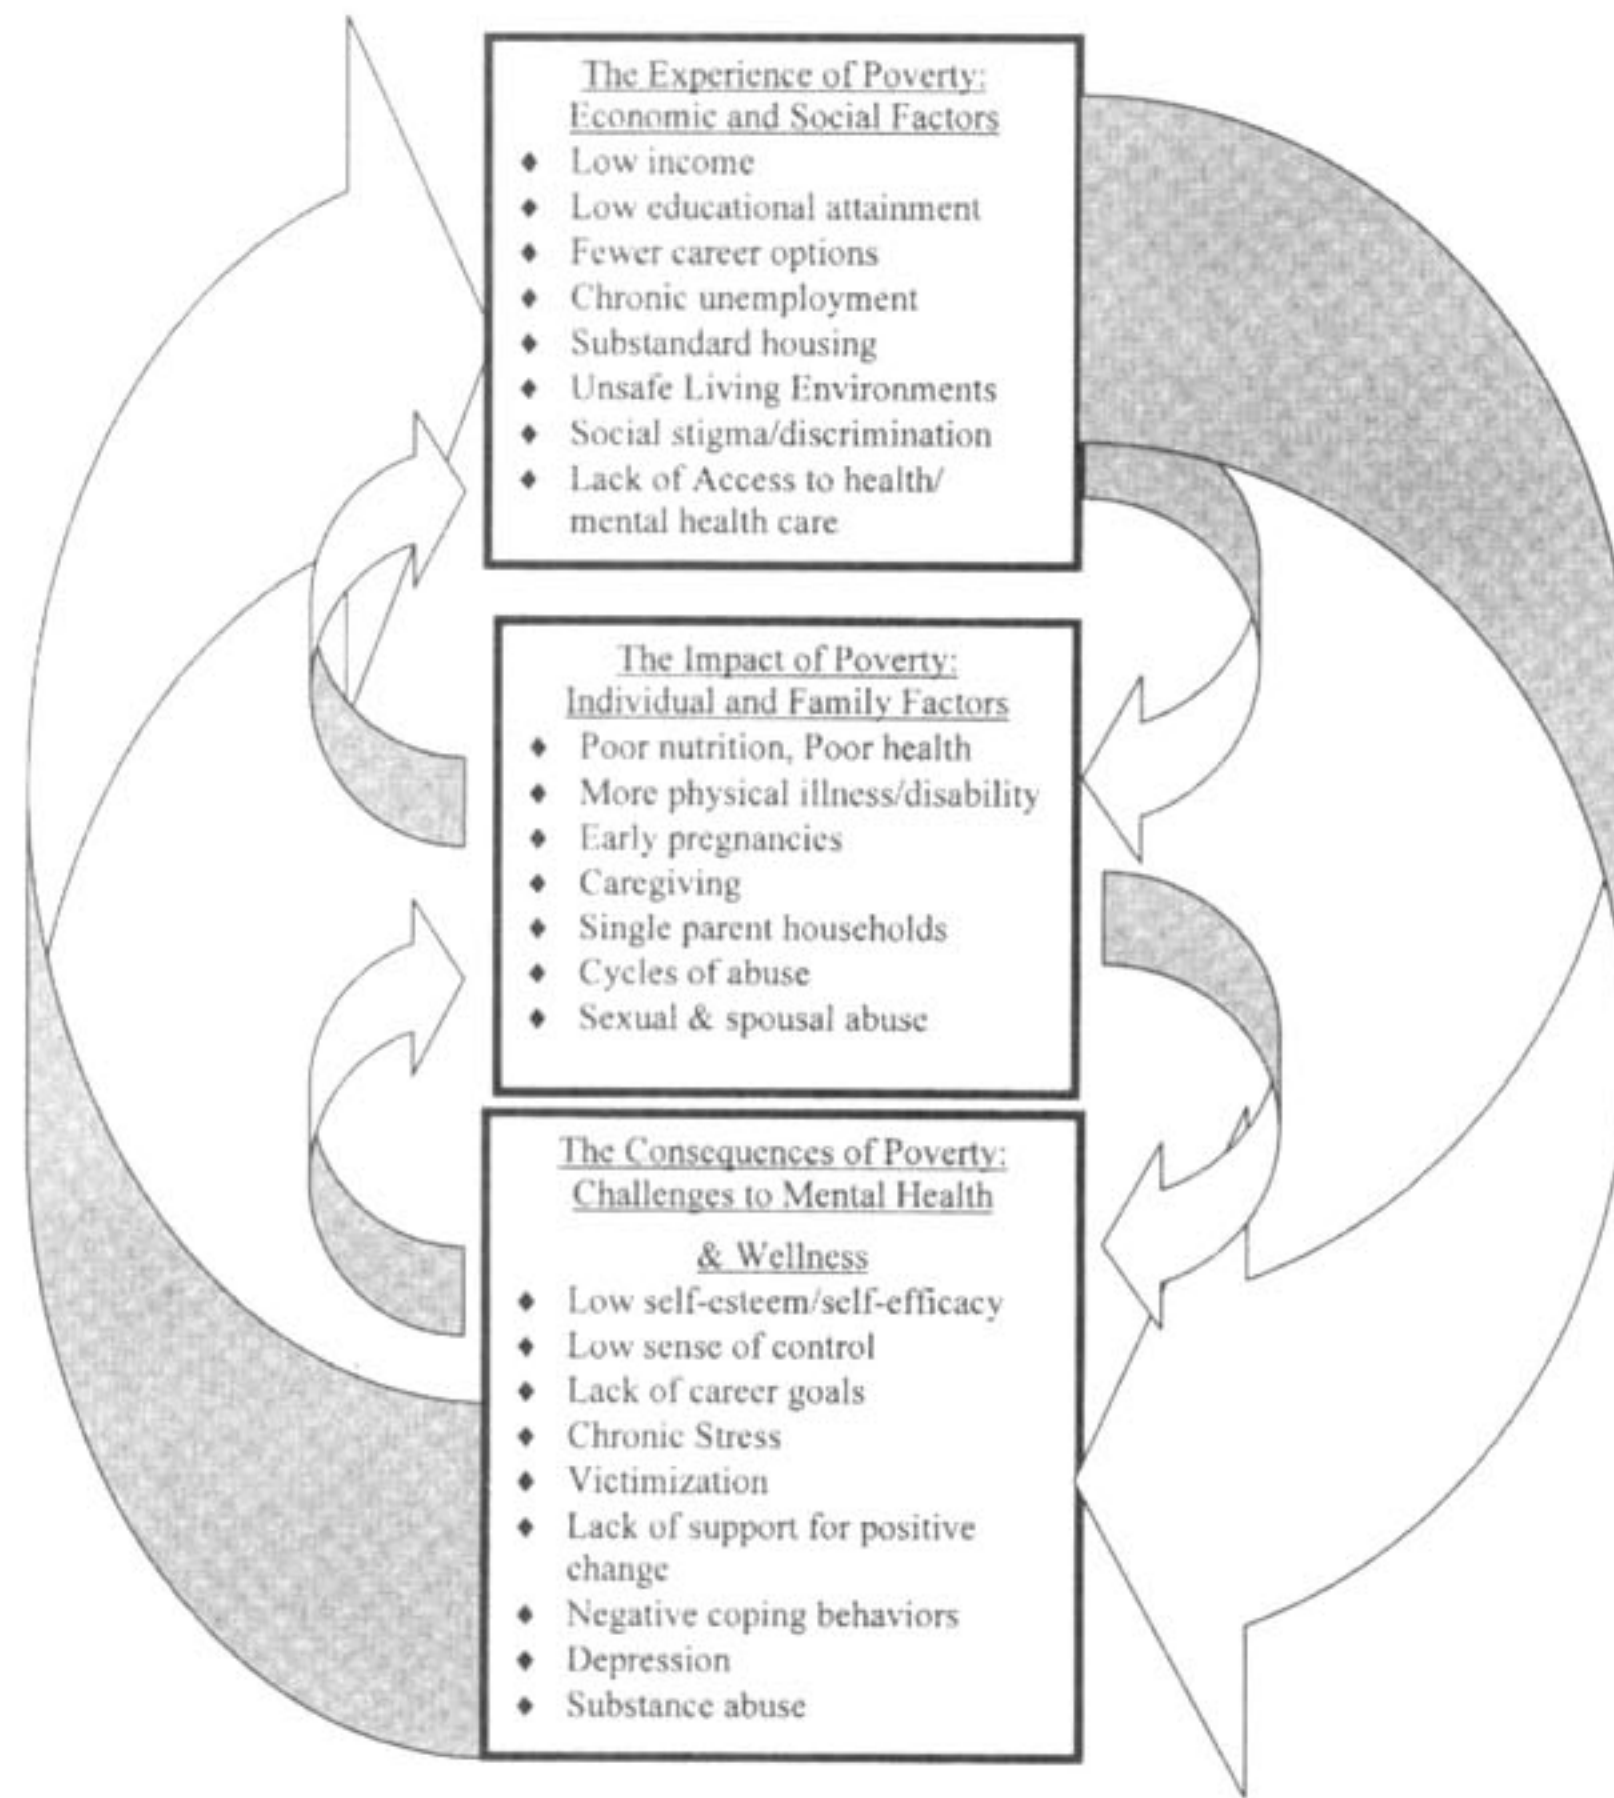 The Experience of Poverty:
Economic and Social Factors
♦ Low income
♦ Low educational attainment
♦ Fewer career options
♦ Chronic unemployment
♦ Substandard housing
♦ Unsafe Living Environments
♦ Social stigma/discrimination
♦ Lack of Access to health/
mental health care
The Impact of Poverty:
Individual and Family Factors
♦ Poor nutrition, Poor health
♦ More physical illness/disability
♦ Early pregnancies
♦ Caregiving
♦ Single parent households
♦ Cycles of abuse
♦ Sexual & spousal abuse
The Consequences of Poverty:
Challenges to Mental Health
& Wellness
♦ Low self-esteem/self-efficacy
♦ Low sense of control
♦ Lack of career goals
♦ Chronic Stress
♦ Victimization
♦ Lack of support for positive
change
♦ Negative coping behaviors
♦ Depression
♦ Substance abuse